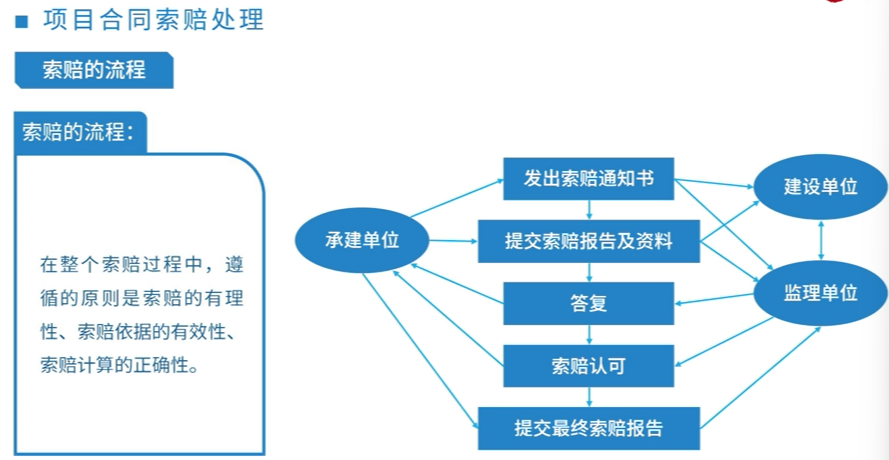 项目合同索赔处理
索赔的流程
索赔的流程：
在整个索赔过程中，遵
循的原则是索赔的有理
性、索赔依据的有效性、
索赔计算的正确性。
承建单位
发出索赔通知书
提交索赔报告及资料
答复
索赔认可
提交最终索赔报告
建设单位
监理单位